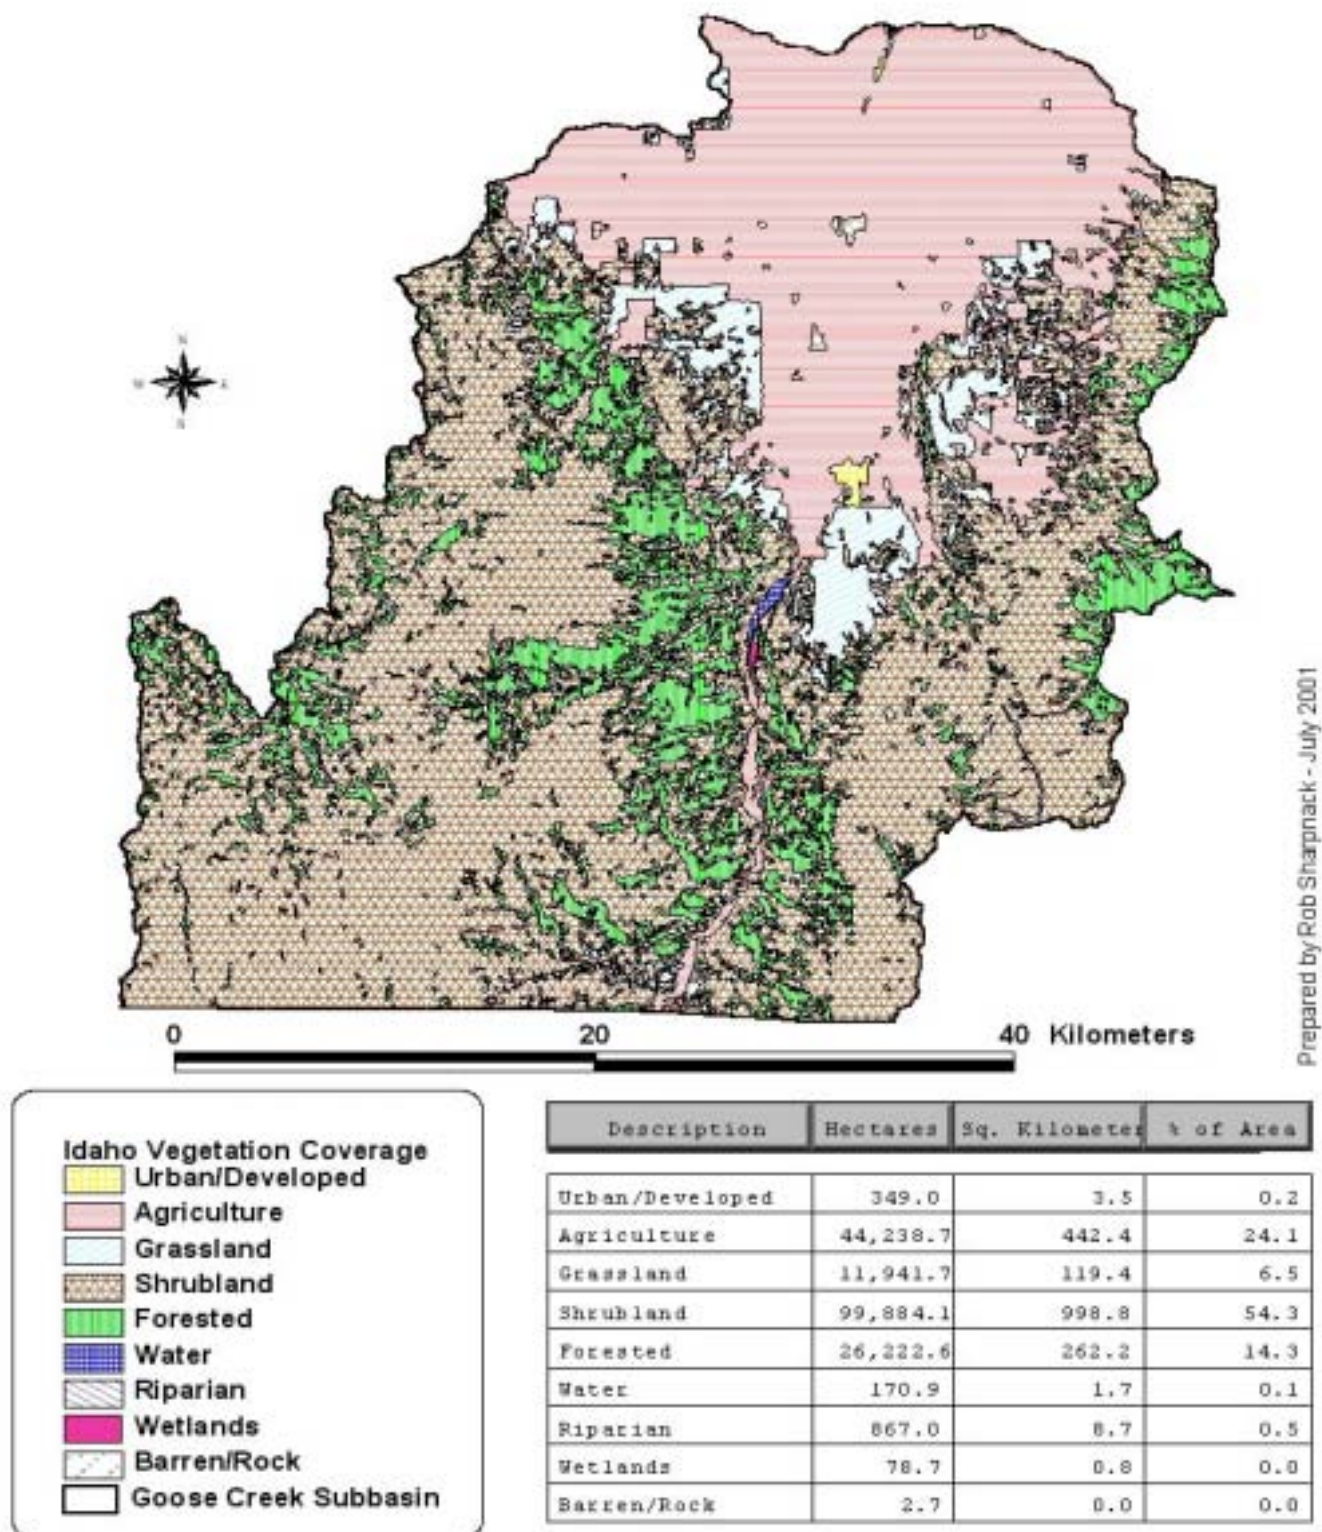 N
W
S
Prepared by Rob Sharpnack - July 2001
0 20 40 Kilometers
Idaho Vegetation Coverage
Urban/Developed
Agriculture
Grassland
Shrubland
Forested
Water
Riparian
Wetlands
Barren/Rock
Goose Creek Subbasin
Description Hectares Sq. Kilometer % of Area
Urban/Developed 349.0 3.5 0.2
Agriculture 44,238.7 442.4 24.1
Grassland 11,941.7 119.4 6.5
Shrubland 99,884.1 998.8 54.3
Forested 26,222.6 262.2 14.3
Water 170.9 1.7 0.1
Riparian 867.0 8.7 0.5
Wetlands 78.7 0.8 0.0
Barren/Rock 2.7 0.0 0.0